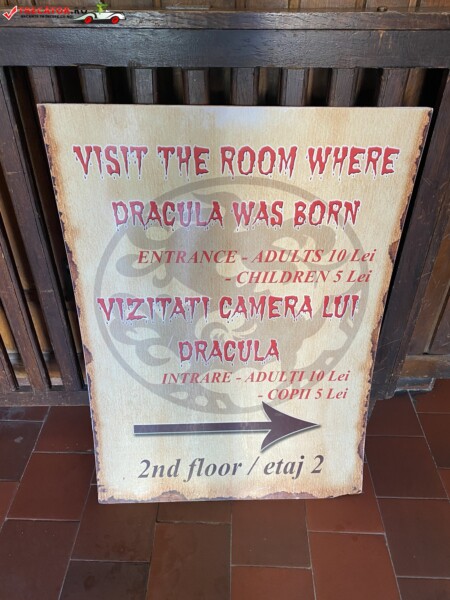 VISIT THE ROOM WHERE
DRACULA WAS BORN
ENTRANCE - ADULTS 10 Lei
- CHILDREN 5 Lei
VIZITATI CAMERA LUI
DRACULA
INTRARE - ADULȚI 10 Lei
- COPII 5 Lei
2nd floor / etaj 2